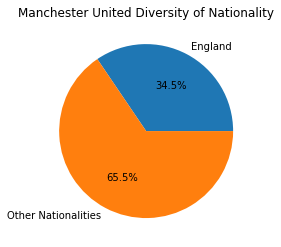 Manchester United Diversity of Nationality
England
34.5%
65.5%
Other Nationalities